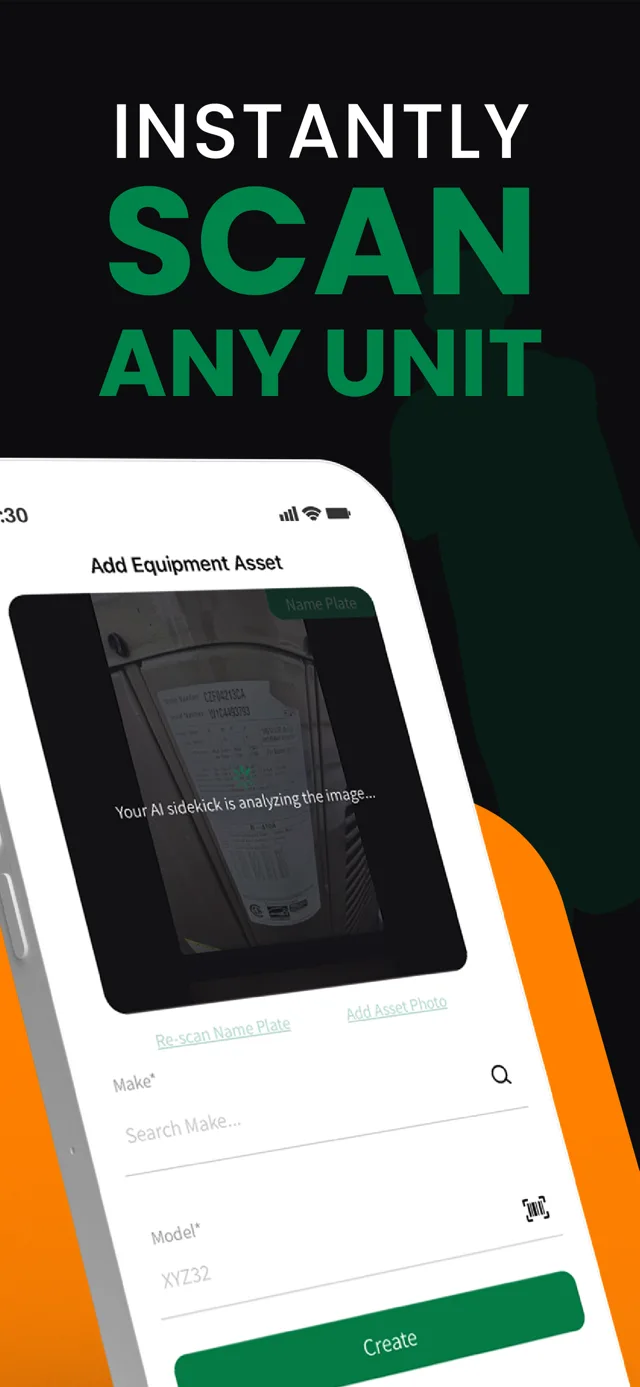 INSTANTLY
SCAN
ANY UNIT
:30
Add Equipment Asset
Name Plate
Your AI sidekick is analyzing the image...
Re-scan Name Plate
Add Asset Photo
Make*
Search Make...
Model*
XYZ32
Create